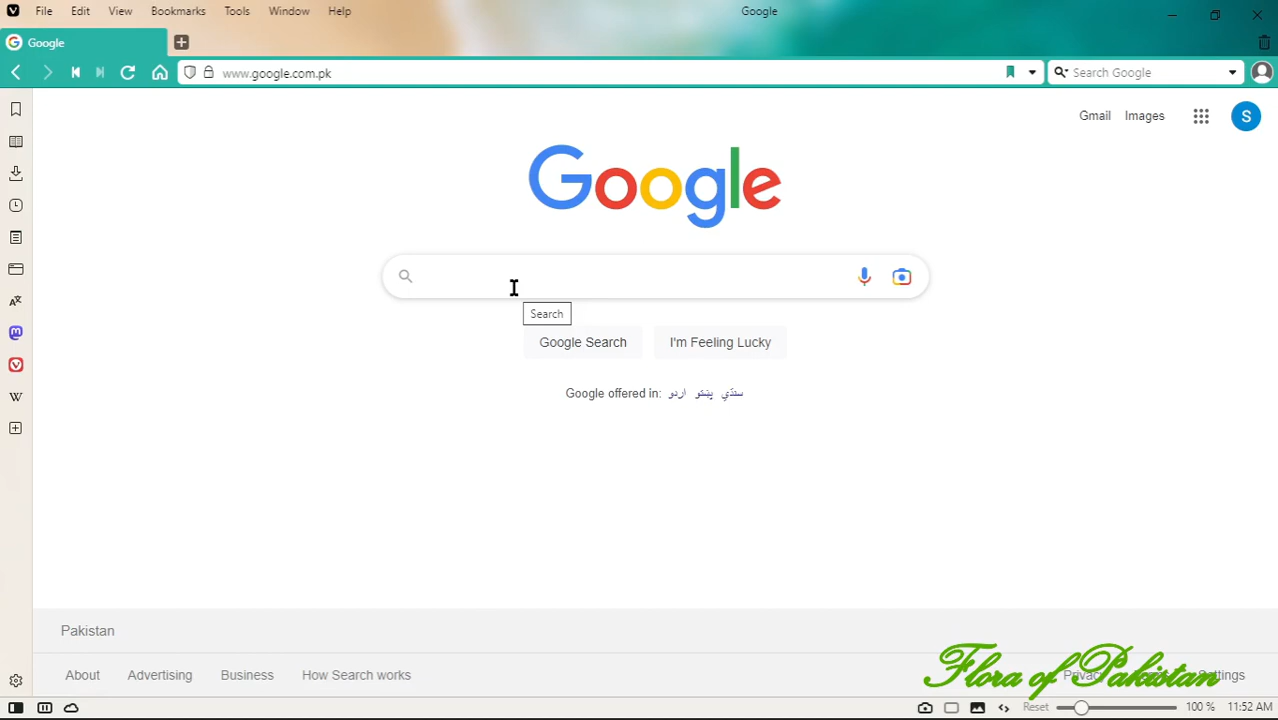 File Edit View Bookmarks Tools Window Help Google
Google
www.google.com.pk Search Google
Gmail Images S
Google
Search
Google Search I'm Feeling Lucky
Google offered in: اردو پښتو سنڌي
Pakistan
Flora of Pakistan
About Advertising Business How Search works Privacy Settings
Reset 100 % 11:52 AM